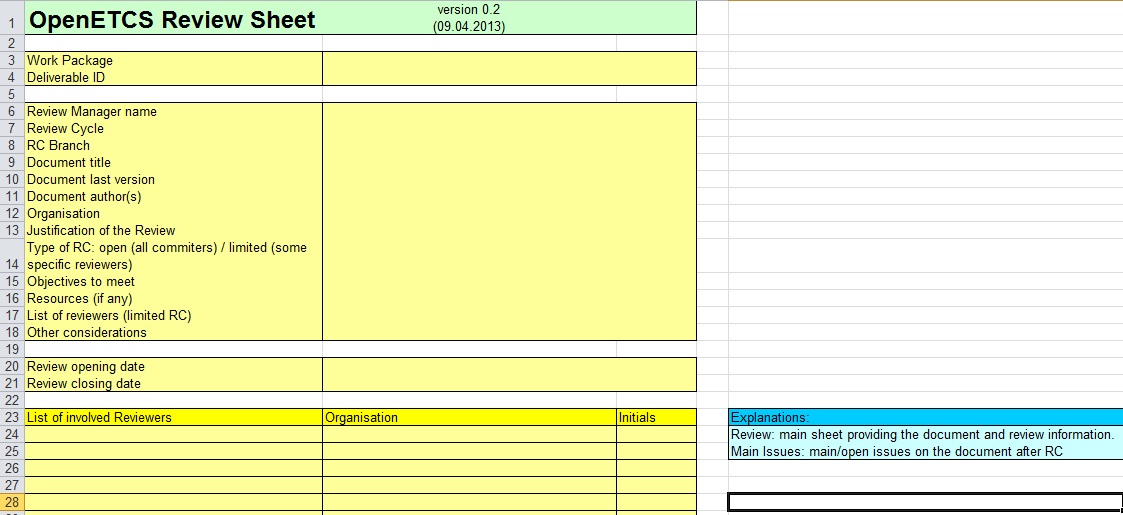 1 OpenETCS Review Sheet version 0.2
(09.04.2013)
2
3 Work Package
4 Deliverable ID
5
6 Review Manager name
7 Review Cycle
8 RC Branch
9 Document title
10 Document last version
11 Document author(s)
12 Organisation
13 Justification of the Review
Type of RC: open (all commiters) / limited (some
14 specific reviewers)
15 Objectives to meet
16 Resources (if any)
17 List of reviewers (limited RC)
18 Other considerations
19
20 Review opening date
21 Review closing date
22
23 List of involved Reviewers Organisation Initials Explanations:
24 Review: main sheet providing the document and review information.
25 Main Issues: main/open issues on the document after RC
26
27
28